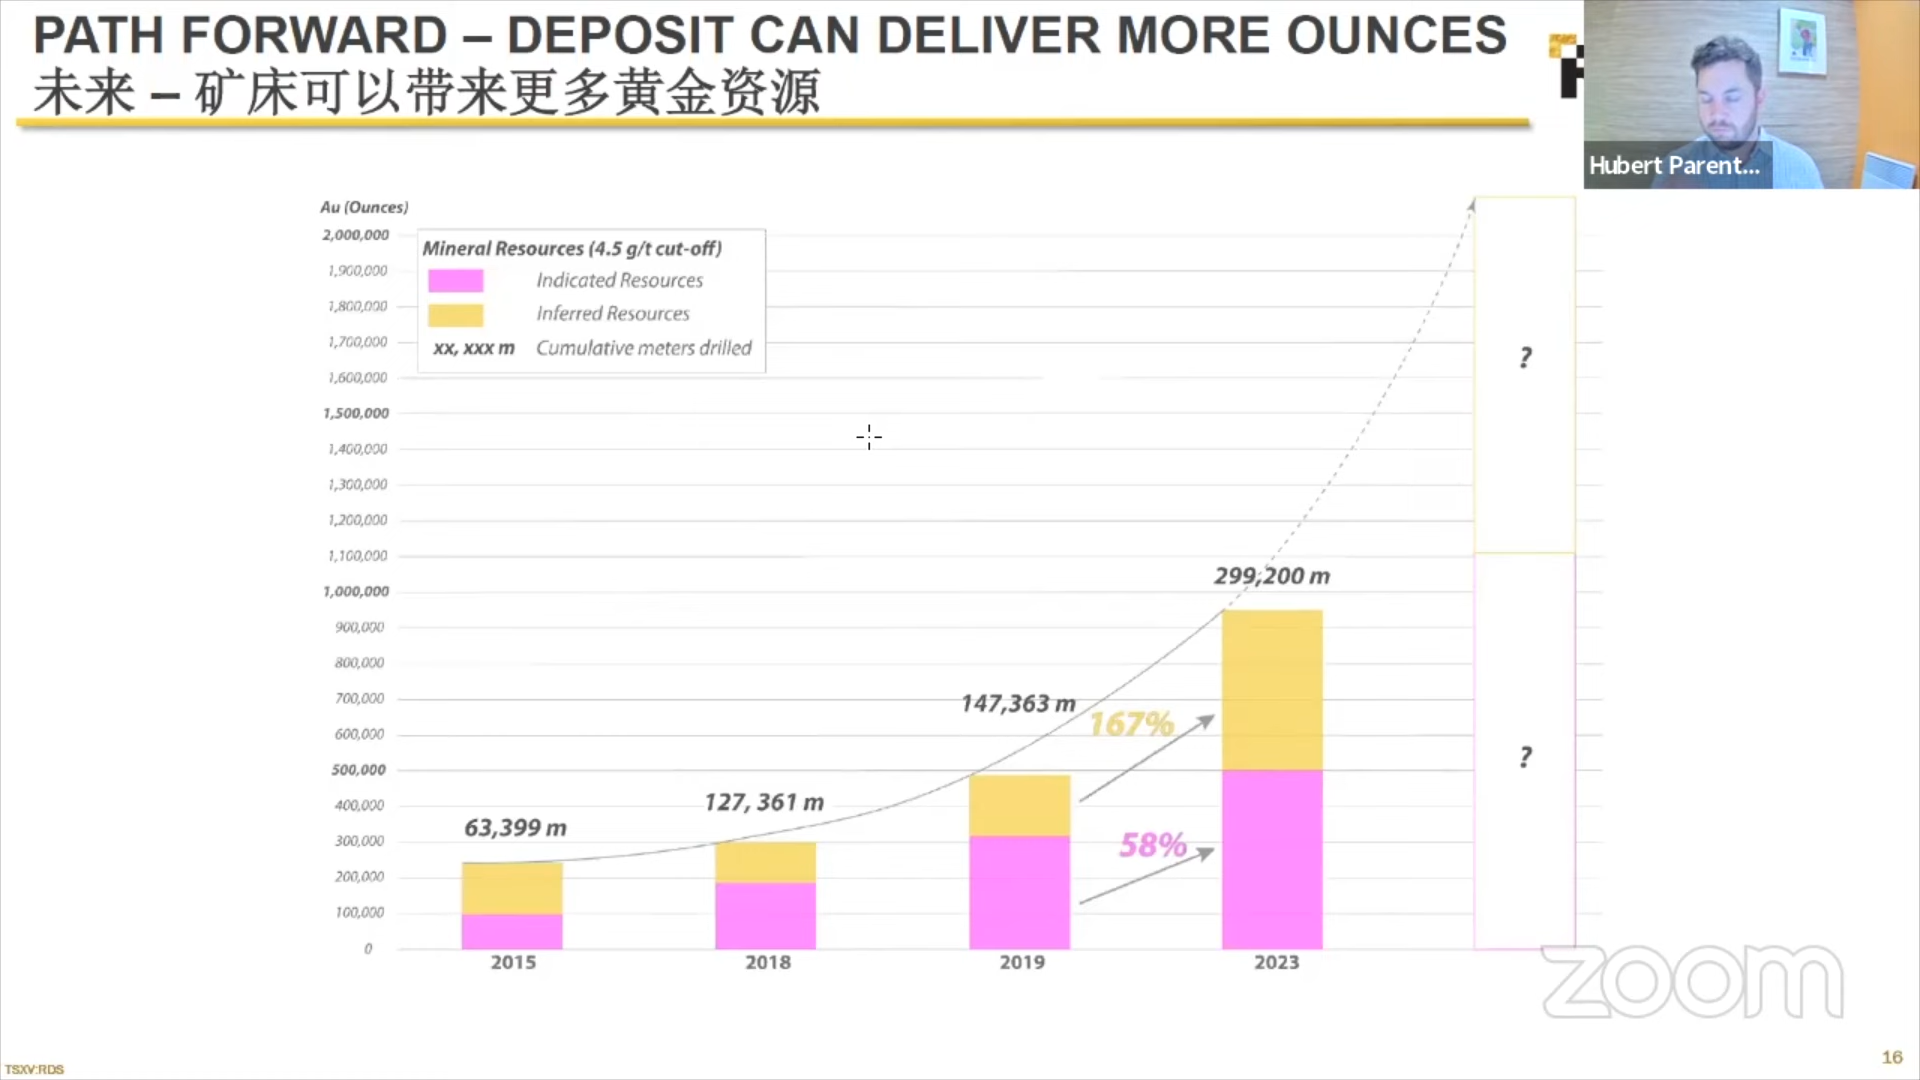 PATH FORWARD – DEPOSIT CAN DELIVER MORE OUNCES
未来 – 矿床可以带来更多黄金资源
Hubert Parent...
Au (Ounces)
2,000,000
1,900,000
1,800,000
1,700,000
1,600,000
1,500,000
1,400,000
1,300,000
1,200,000
1,100,000
1,000,000
900,000
800,000
700,000
600,000
500,000
400,000
300,000
200,000
100,000
0
Mineral Resources (4.5 g/t cut-off)
Indicated Resources
Inferred Resources
xx, xxx m Cumulative meters drilled
63,399 m
127, 361 m
147,363 m
299,200 m
167%
58%
?
?
2015 2018 2019 2023
zoom
TSXV:RDS
16